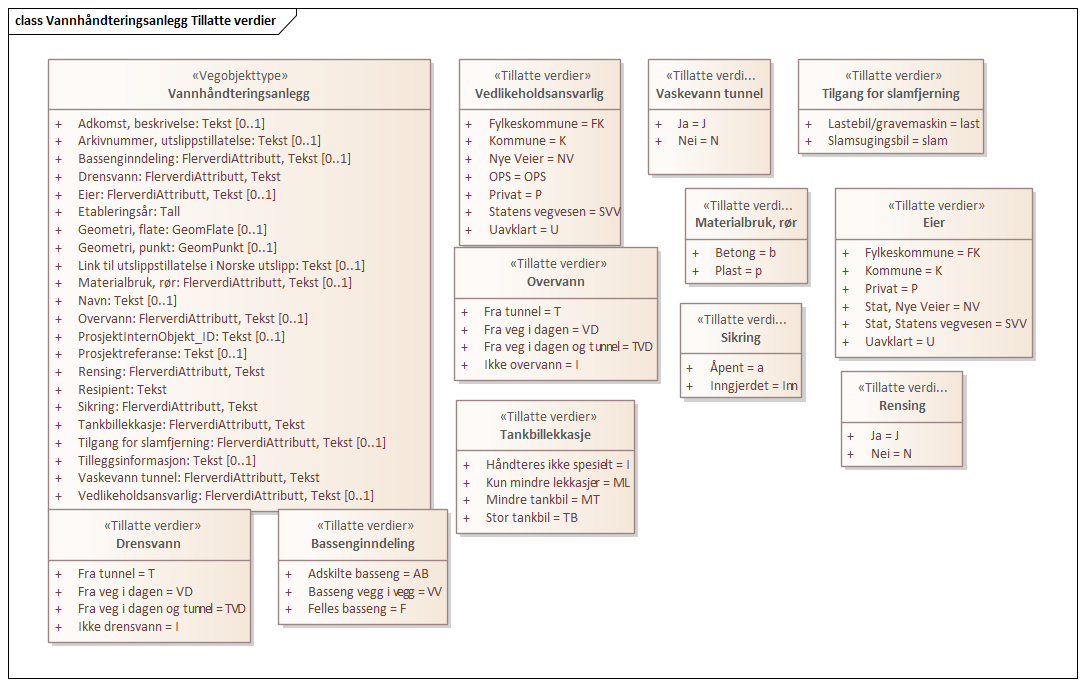 class Vannhåndteringsanlegg Tillatte verdier
«Vegobjekttype»
Vannhåndteringsanlegg
+ Adkomst, beskrivelse: Tekst [0..1]
+ Arkivnummer, utslippstillatelse: Tekst [0..1]
+ Bassenginndeling: FlerverdiAttributt, Tekst [0..1]
+ Drensvann: FlerverdiAttributt, Tekst
+ Eier: FlerverdiAttributt, Tekst [0..1]
+ Etableringsår: Tall
+ Geometri, flate: GeomFlate [0..1]
+ Geometri, punkt: GeomPunkt [0..1]
+ Link til utslippstillatelse i Norske utslipp: Tekst [0..1]
+ Materialbruk, rør: FlerverdiAttributt, Tekst [0..1]
+ Navn: Tekst [0..1]
+ Overvann: FlerverdiAttributt, Tekst [0..1]
+ ProsjektInternObjekt_ID: Tekst [0..1]
+ Prosjektreferanse: Tekst [0..1]
+ Rensing: FlerverdiAttributt, Tekst
+ Resipient: Tekst
+ Sikring: FlerverdiAttributt, Tekst
+ Tankbillekkasje: FlerverdiAttributt, Tekst
+ Tilgang for slamfjerning: FlerverdiAttributt, Tekst [0..1]
+ Tilleggsinformasjon: Tekst [0..1]
+ Vaskevann tunnel: FlerverdiAttributt, Tekst
+ Vedlikeholdsansvarlig: FlerverdiAttributt, Tekst [0..1]
«Tillatte verdier»
Vedlikeholdsansvarlig
+ Fylkeskommune = FK
+ Kommune = K
+ Nye Veier = NV
+ OPS = OPS
+ Privat = P
+ Statens vegvesen = SVV
+ Uavklart = U
«Tillatte verdi...
Vaskevann tunnel
+ Ja = J
+ Nei = N
«Tillatte verdier»
Tilgang for slamfjerning
+ Lastebil/gravemaskin = last
+ Slamsugingsbil = slam
«Tillatte verdi...
Materialbruk, rør
+ Betong = b
+ Plast = p
«Tillatte verdier»
Eier
+ Fylkeskommune = FK
+ Kommune = K
+ Privat = P
+ Stat, Nye Veier = NV
+ Stat, Statens vegvesen = SVV
+ Uavklart = U
«Tillatte verdier»
Overvann
+ Fra tunnel = T
+ Fra veg i dagen = VD
+ Fra veg i dagen og tunnel = TVD
+ Ikke overvann = I
«Tillatte verdi...
Sikring
+ Åpent = a
+ Inngjerdet = Inn
«Tillatte verdi...
Rensing
+ Ja = J
+ Nei = N
«Tillatte verdier»
Tankbillekkasje
+ Håndteres ikke spesielt = I
+ Kun mindre lekkasjer = ML
+ Mindre tankbil = MT
+ Stor tankbil = TB
«Tillatte verdier»
Drensvann
+ Fra tunnel = T
+ Fra veg i dagen = VD
+ Fra veg i dagen og tunnel = TVD
+ Ikke drensvann = I
«Tillatte verdier»
Bassenginndeling
+ Adskilte basseng = AB
+ Basseng vegg i vegg = VV
+ Felles basseng = F